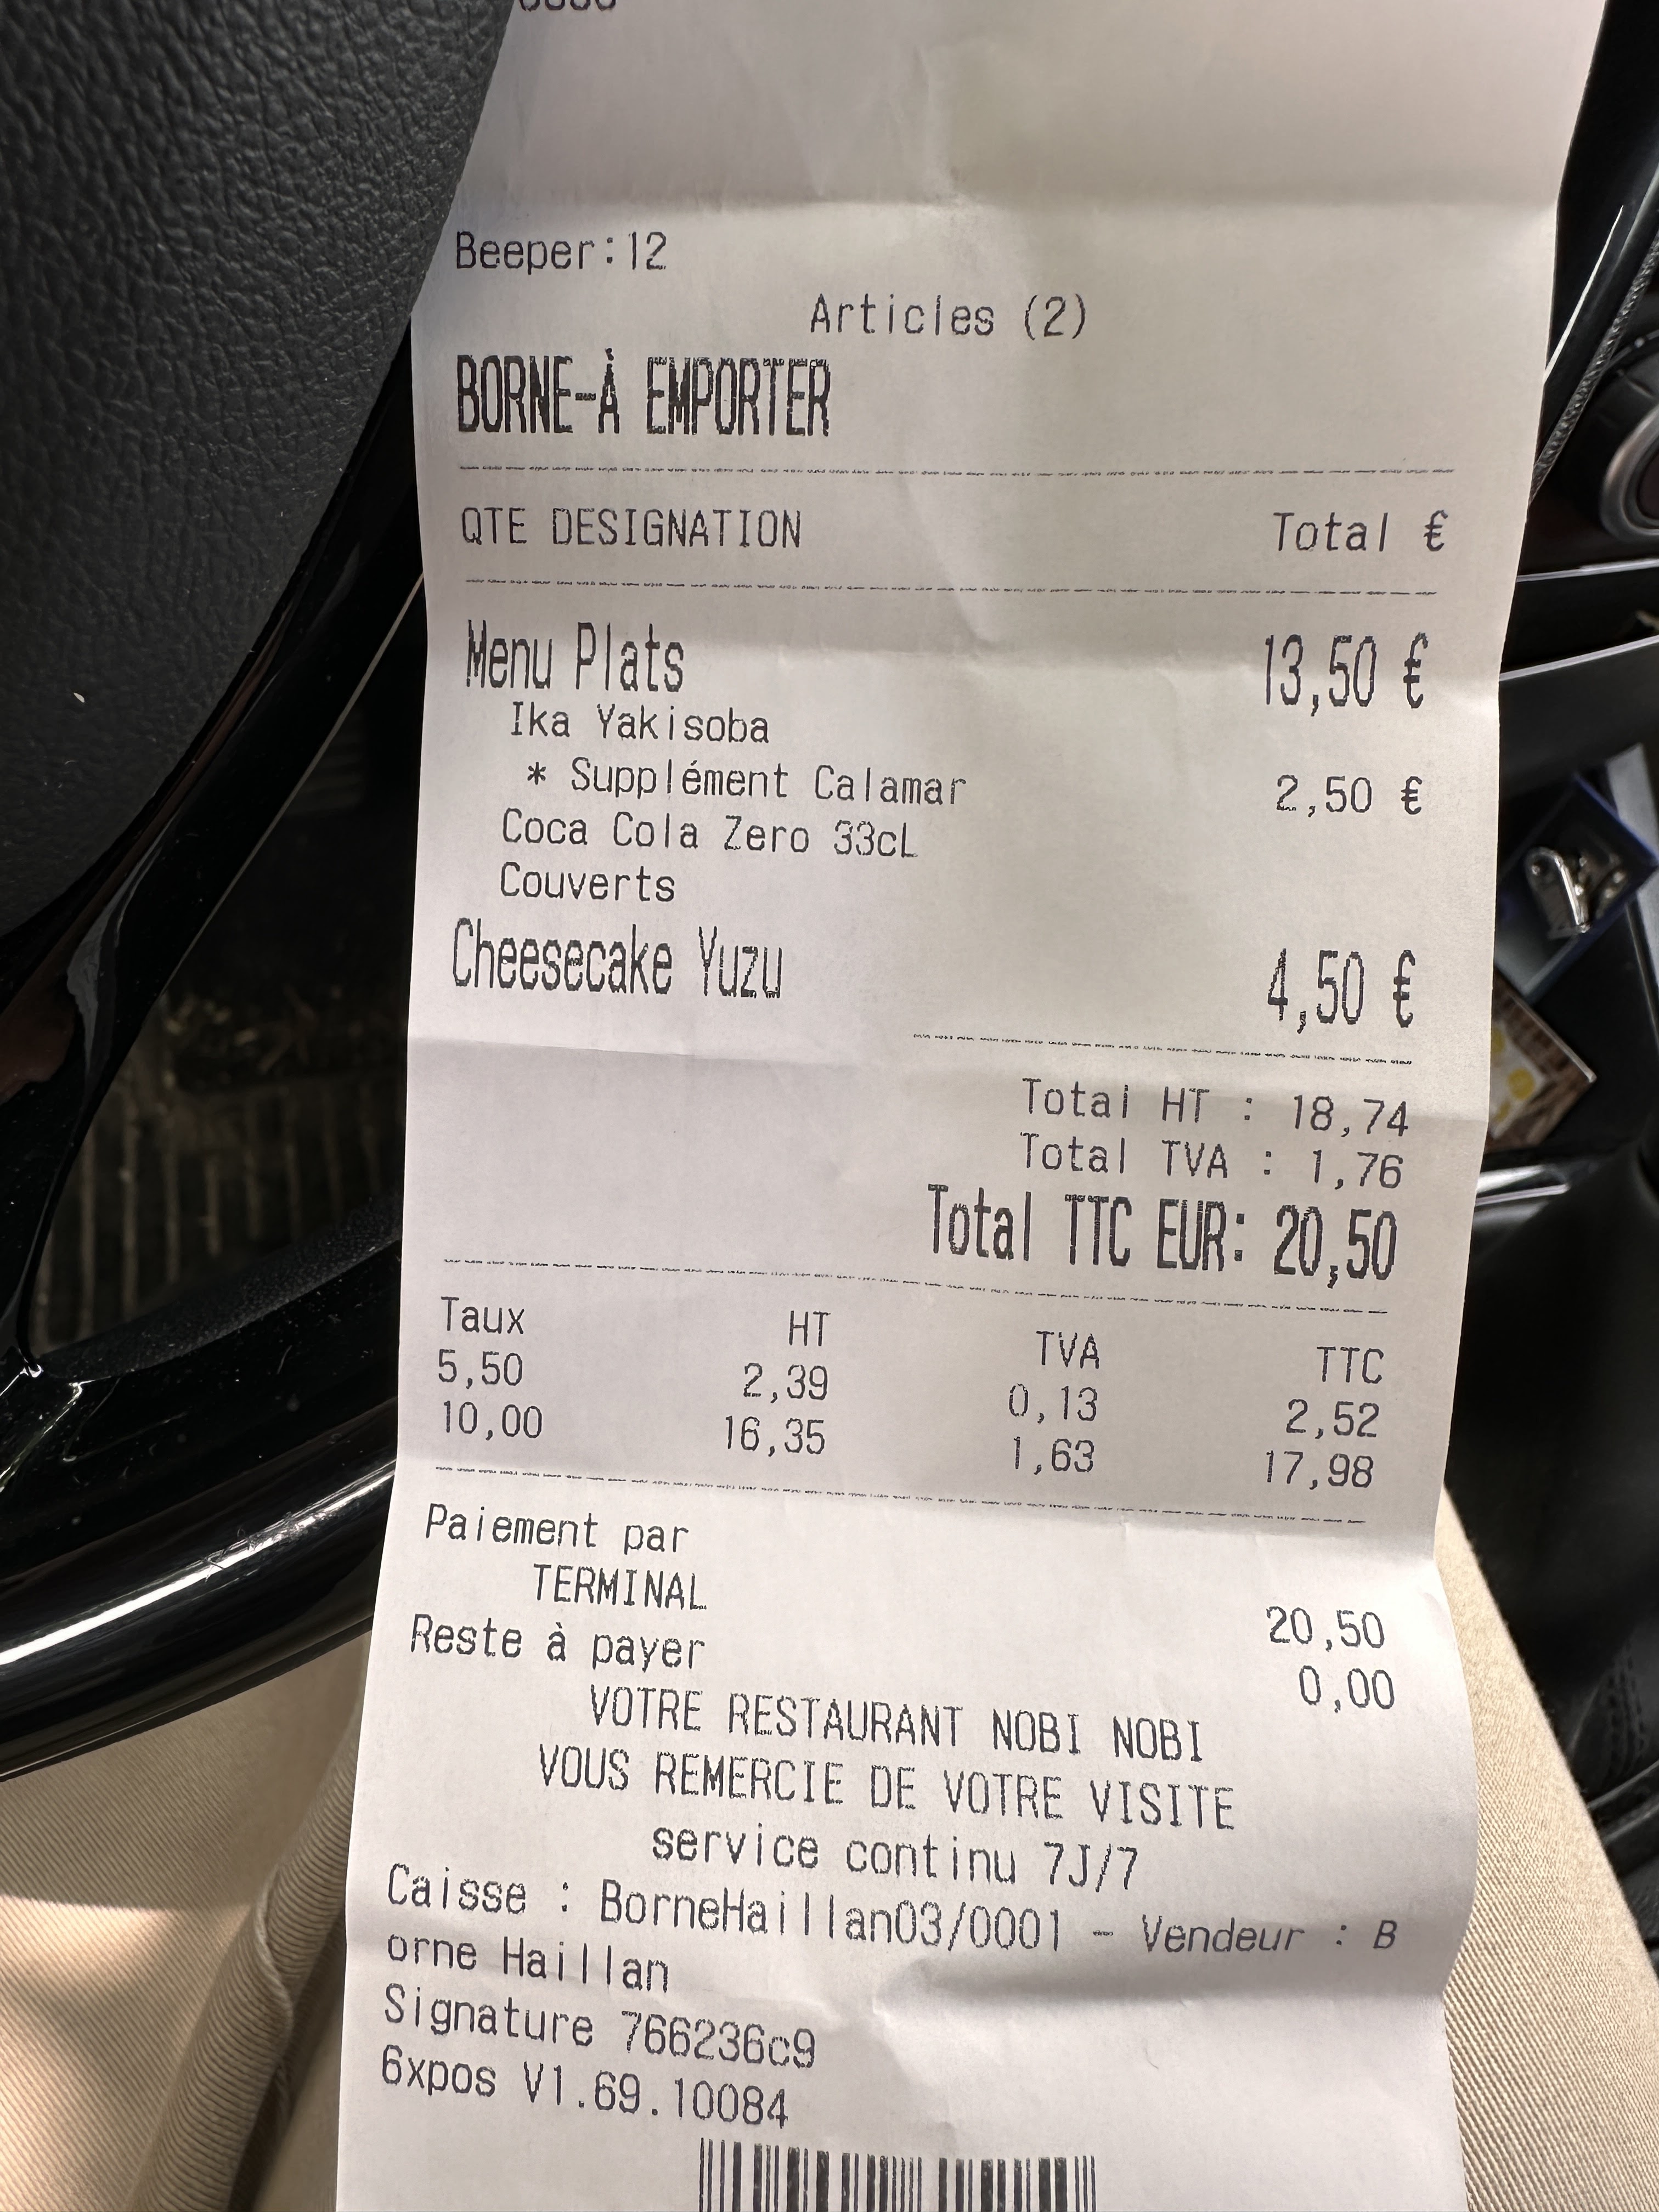 Beeper:12
Articles (2)
BORNE-À EMPORTER
QTE DESIGNATION Total €
Menu Plats 13,50 €
Ika Yakisoba
* Supplément Calamar 2,50 €
Coca Cola Zero 33cL
Couverts
Cheesecake Yuzu 4,50 €
Total HT : 18,74
Total TVA : 1,76
Total TTC EUR: 20,50
Taux HT TVA TTC
5,50 2,39 0,13 2,52
10,00 16,35 1,63 17,98
Paiement par
TERMINAL 20,50
Reste à payer 0,00
VOTRE RESTAURANT NOBI NOBI
VOUS REMERCIE DE VOTRE VISITE
service continu 7J/7
Caisse : BorneHaillan03/0001 - Vendeur : B
orne Haillan
Signature 766236c9
6xpos V1.69.10084